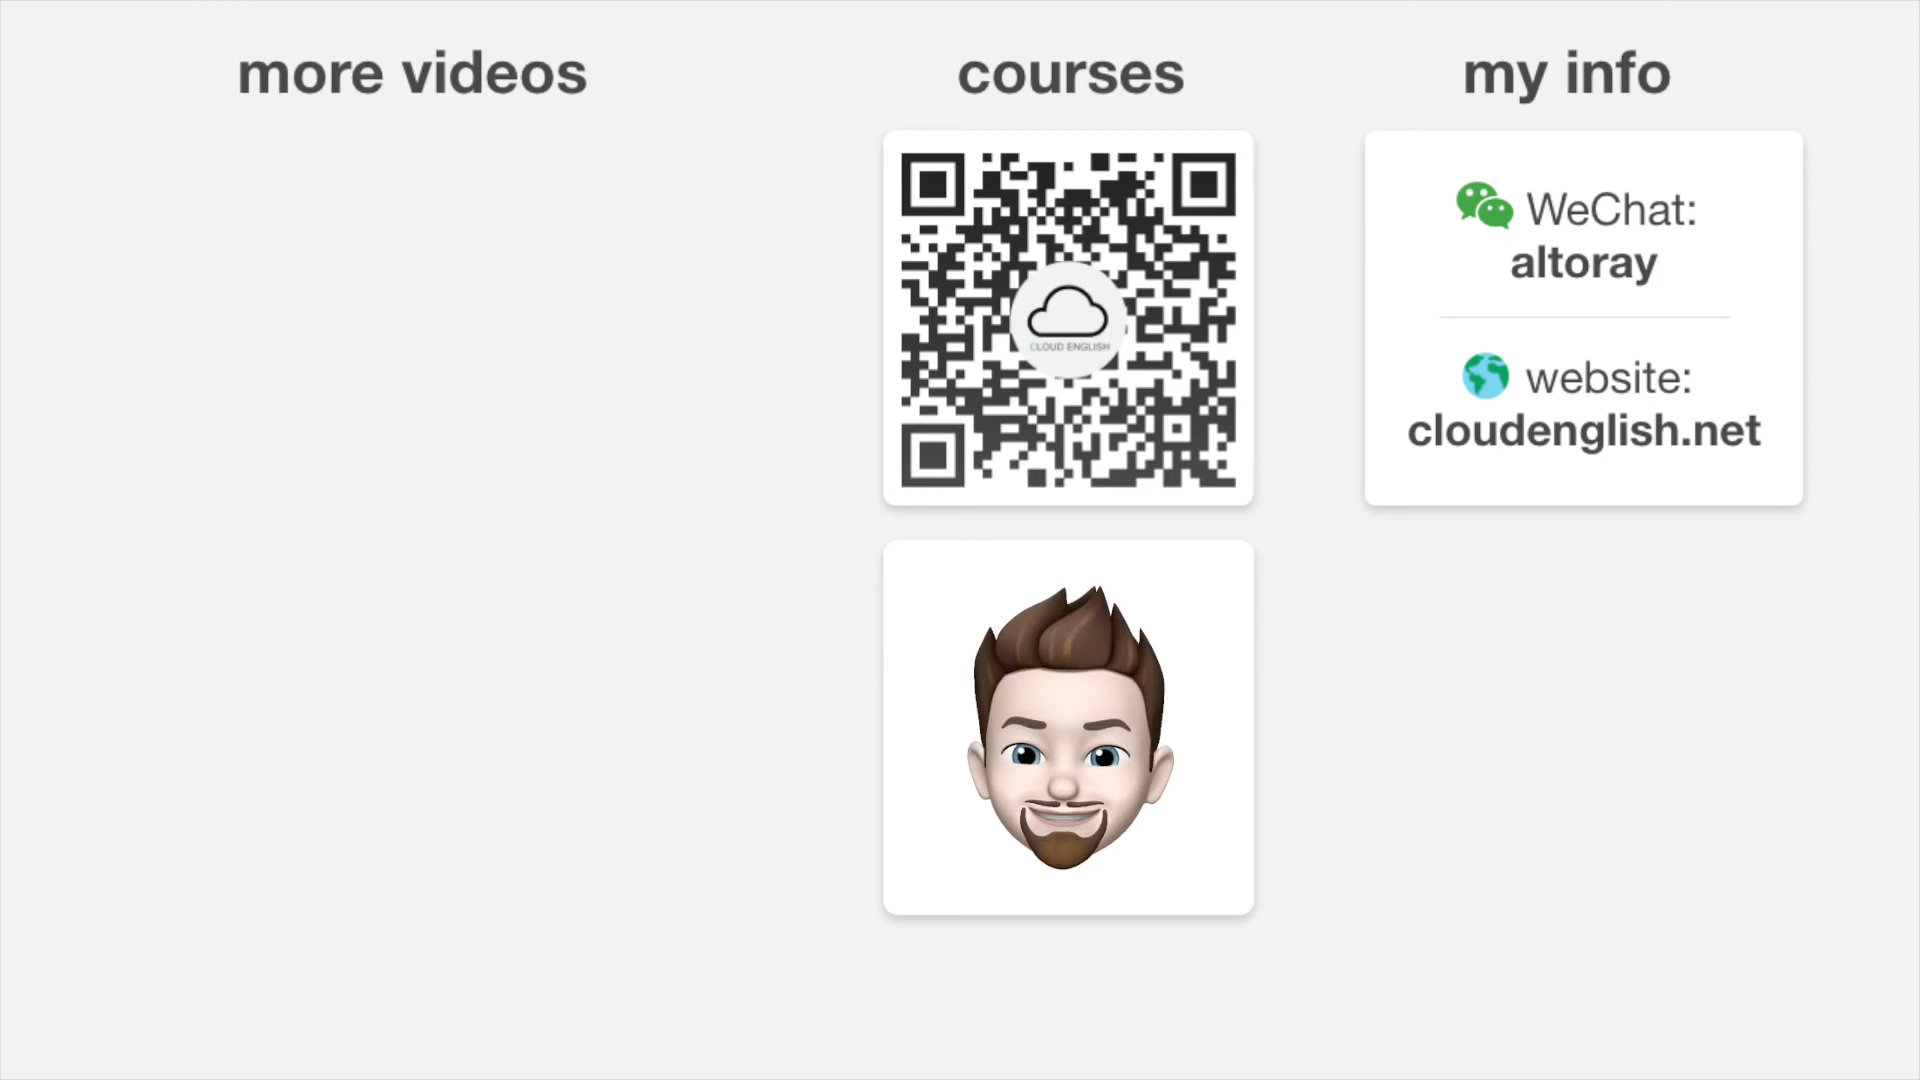 more videos
courses
CLOUD ENGLISH
my info
WeChat:
altoray
website:
cloudenglish.net